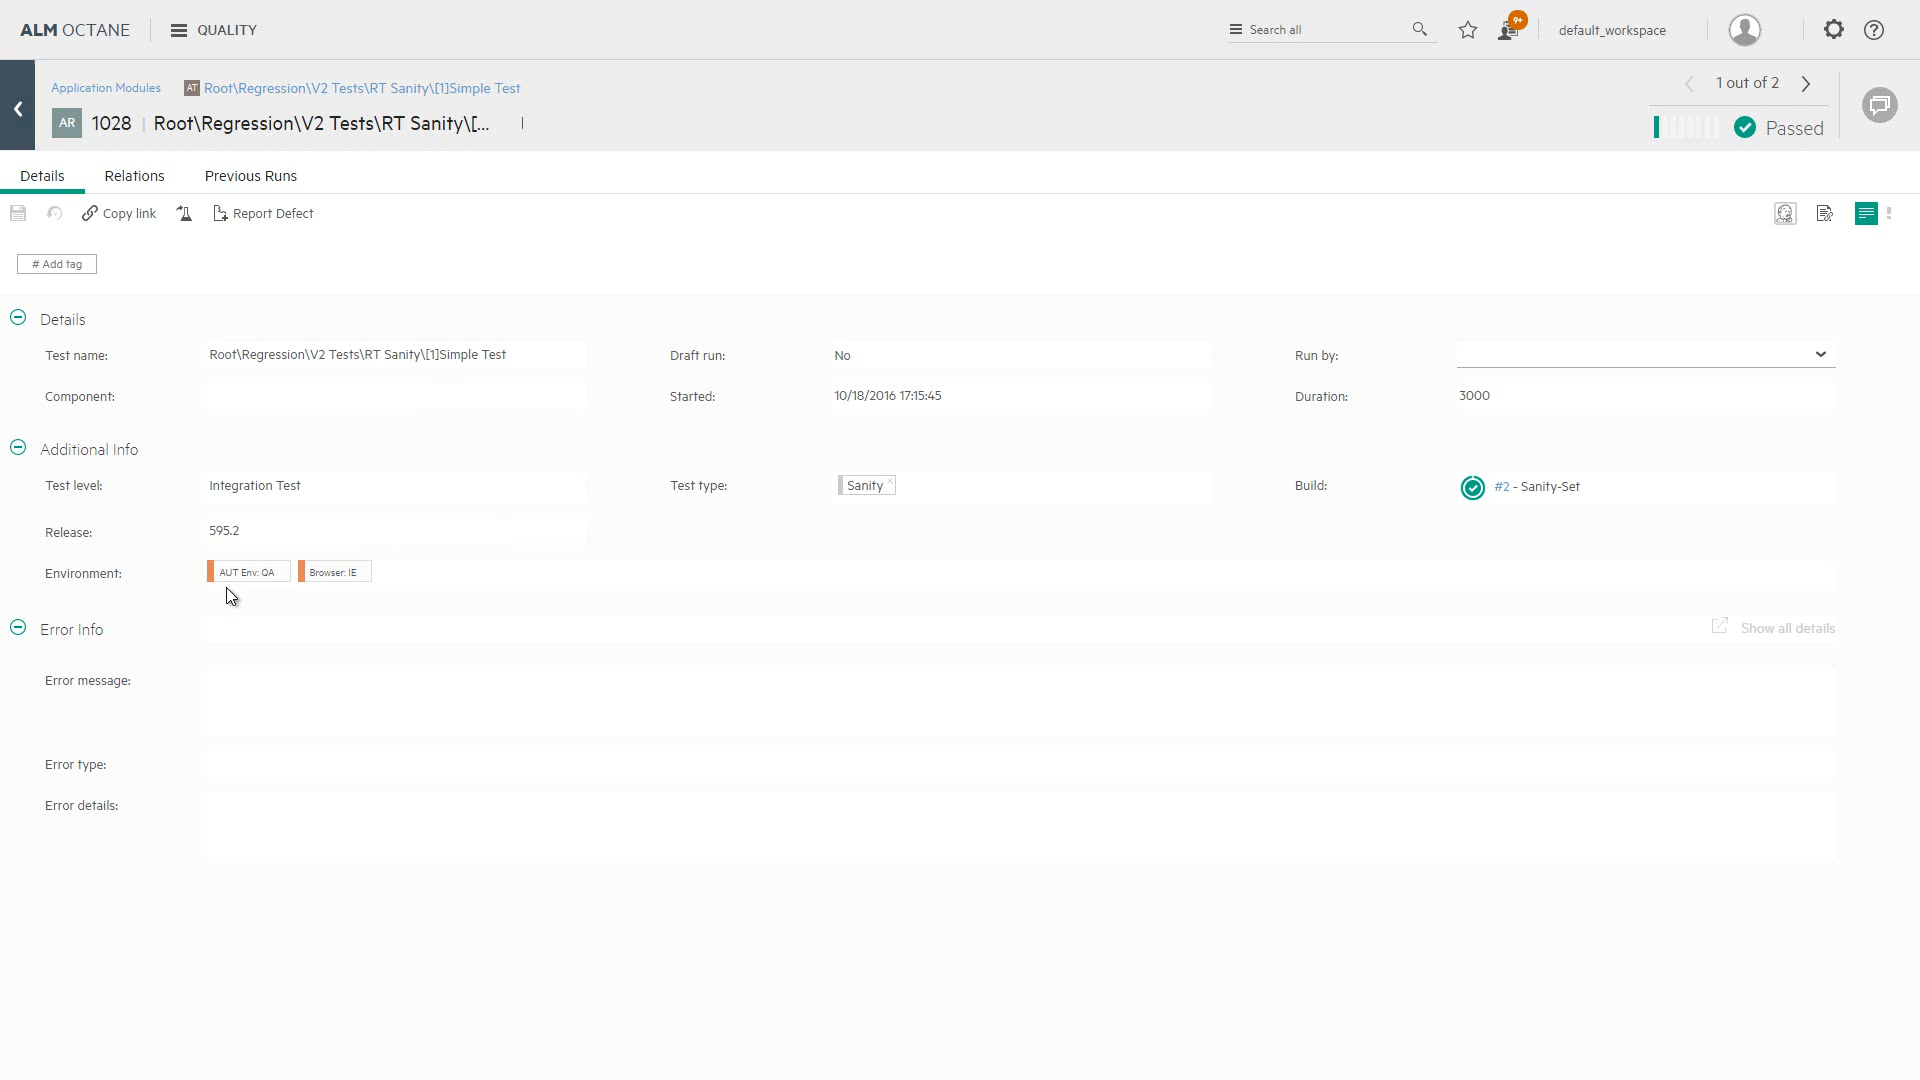 ALM OCTANE
QUALITY
Search all
9+
default_workspace
Application Modules
AT Root\Regression\V2 Tests\RT Sanity\[1]Simple Test
1 out of 2
AR 1028 Root\Regression\V2 Tests\RT Sanity\[...
Passed
Details Relations Previous Runs
Copy link Report Defect
# Add tag
Details
Test name: Root\Regression\V2 Tests\RT Sanity\[1]Simple Test Draft run: No Run by:
Component: Started: 10/18/2016 17:15:45 Duration: 3000
Additional Info
Test level: Integration Test Test type: Sanity × Build: #2 - Sanity-Set
Release: 595.2
Environment: AUT Env: QA Browser: IE
Error Info Show all details
Error message:
Error type:
Error details: